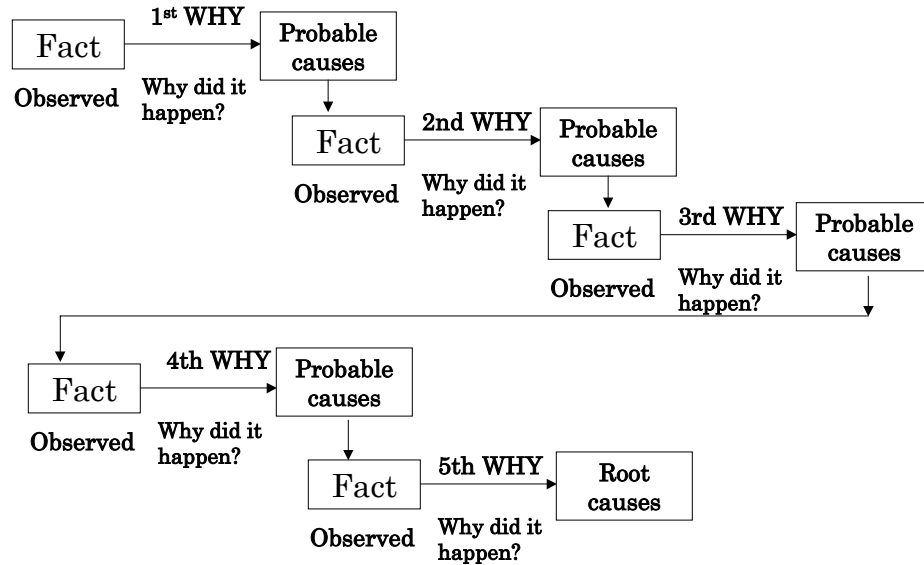 1st WHY
Fact
Probable
causes
Observed
Why did it
happen?
2nd WHY
Fact
Probable
causes
Observed
Why did it
happen?
3rd WHY
Fact
Probable
causes
Observed
Why did it
happen?
4th WHY
Fact
Probable
causes
Observed
Why did it
happen?
5th WHY
Fact
Root
causes
Observed
Why did it
happen?